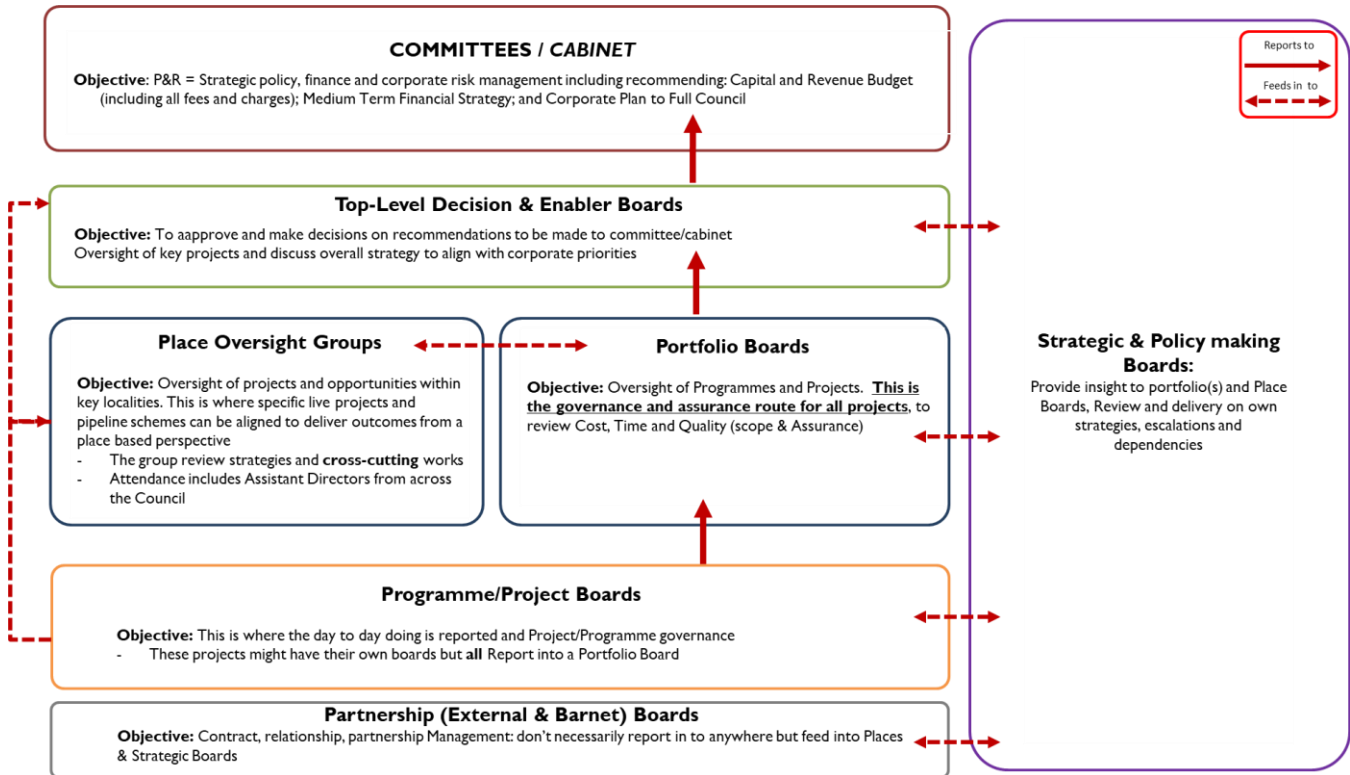 COMMITTEES / CABINET
Objective: P&R = Strategic policy, finance and corporate risk management including recommending: Capital and Revenue Budget
(including all fees and charges); Medium Term Financial Strategy; and Corporate Plan to Full Council
Reports to
Feeds in to
Top-Level Decision & Enabler Boards
Objective: To aapprove and make decisions on recommendations to be made to committee/cabinet
Oversight of key projects and discuss overall strategy to align with corporate priorities
Place Oversight Groups
Objective: Oversight of projects and opportunities within
key localities. This is where specific live projects and
pipeline schemes can be aligned to deliver outcomes from a
place based perspective
- The group review strategies and cross-cutting works
- Attendance includes Assistant Directors from across
the Council
Portfolio Boards
Objective: Oversight of Programmes and Projects. This is
the governance and assurance route for all projects, to
review Cost, Time and Quality (scope & Assurance)
Strategic & Policy making
Boards:
Provide insight to portfolio(s) and Place
Boards, Review and delivery on own
strategies, escalations and
dependencies
Programme/Project Boards
Objective: This is where the day to day doing is reported and Project/Programme governance
- These projects might have their own boards but all Report into a Portfolio Board
Partnership (External & Barnet) Boards
Objective: Contract, relationship, partnership Management: don't necessarily report in to anywhere but feed into Places
& Strategic Boards